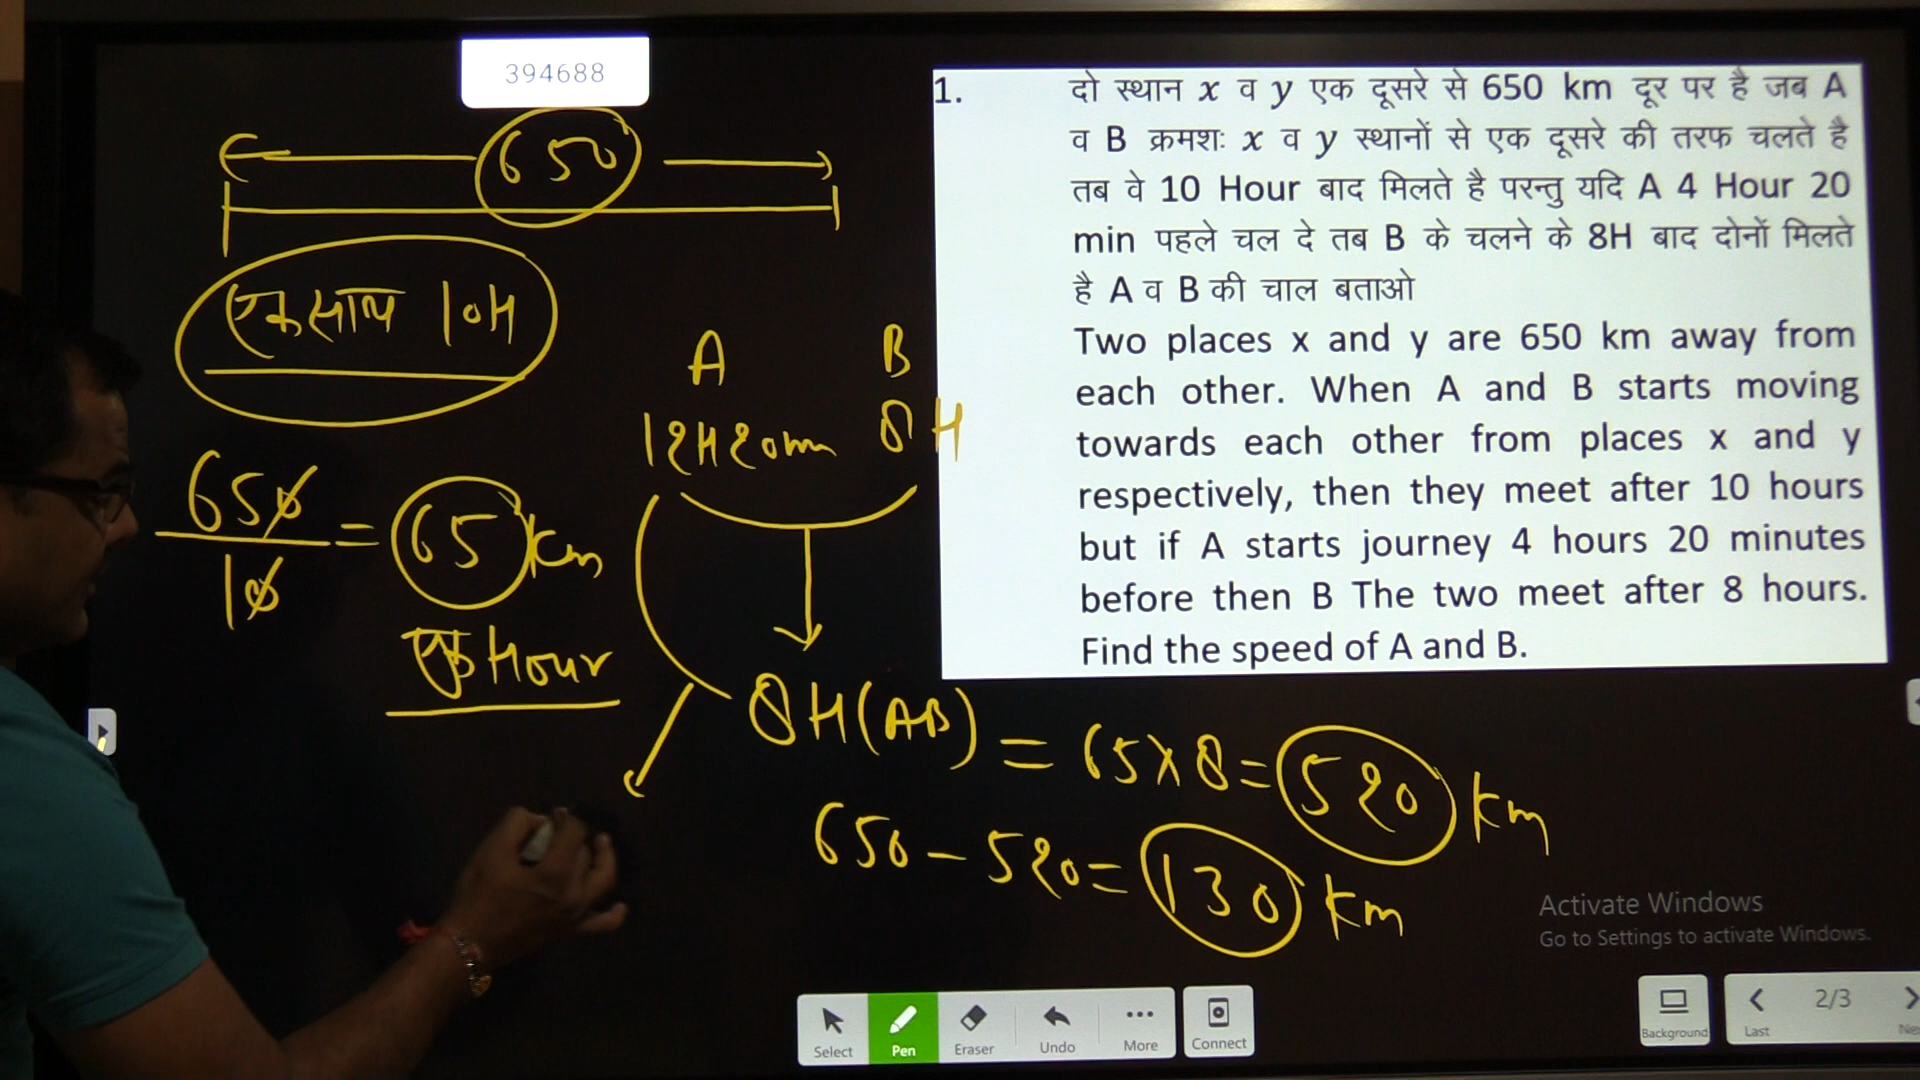 394688
650
एक साथ 10H
A B
12H20min 8H
650/10 = 65 km
एक Hour
8H(AB) = 65×8=520 km
650-520=130 km
1. दो स्थान x व y एक दूसरे से 650 km दूर पर है जब A
व B क्रमशः x व y स्थानों से एक दूसरे की तरफ चलते है
तब वे 10 Hour बाद मिलते है परन्तु यदि A 4 Hour 20
min पहले चल दे तब B के चलने के 8H बाद दोनों मिलते
है A व B की चाल बताओ
Two places x and y are 650 km away from
each other. When A and B starts moving
towards each other from places x and y
respectively, then they meet after 10 hours
but if A starts journey 4 hours 20 minutes
before then B The two meet after 8 hours.
Find the speed of A and B.
Activate Windows
Go to Settings to activate Windows.
Select Pen Eraser Undo More Connect
Background Last 2/3